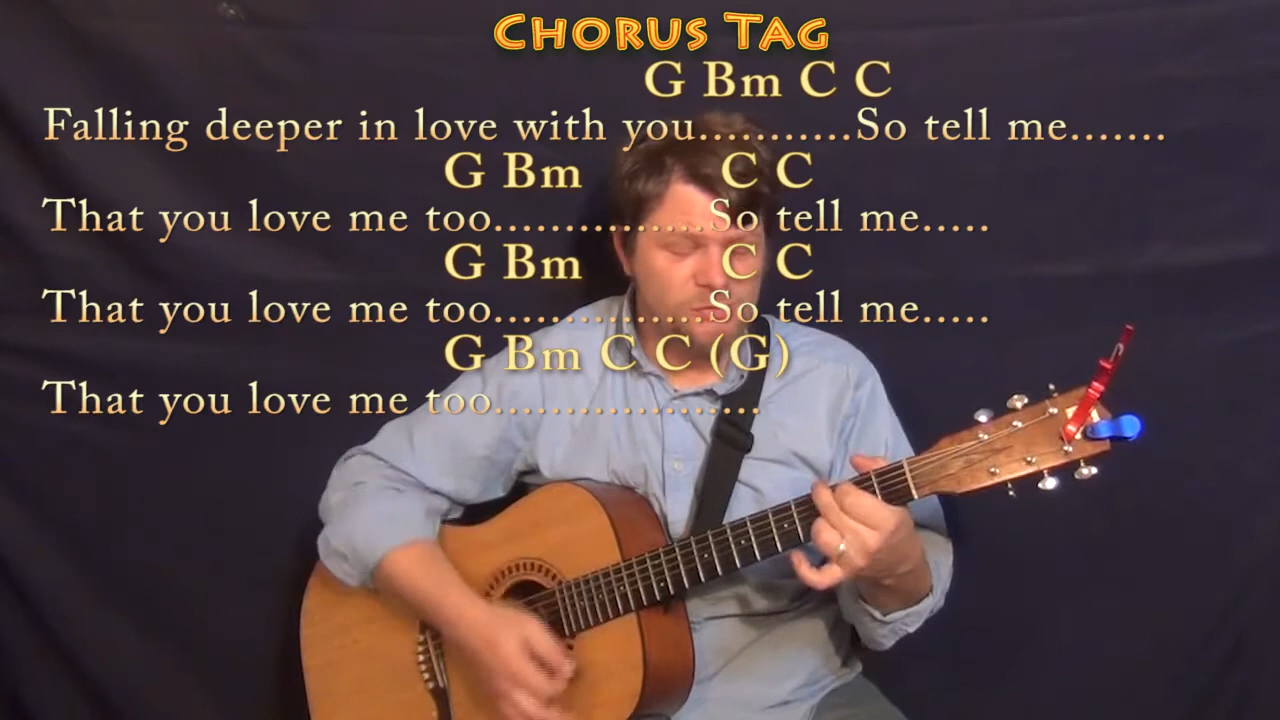 Chorus Tag
G Bm C C
Falling deeper in love with you...........So tell me.......
G Bm C C
That you love me too...............So tell me.....
G Bm C C
That you love me too...............So tell me.....
G Bm C C (G)
That you love me too...................